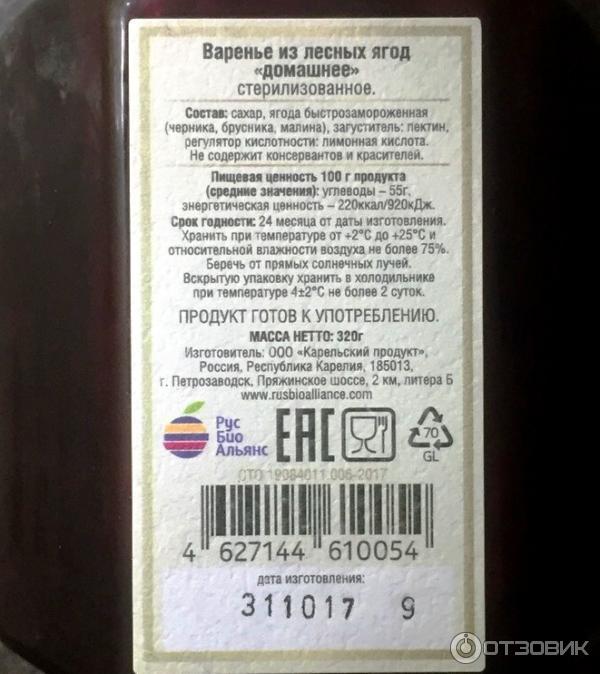 Варенье из лесных ягод
«домашнее»
стерилизованное.
Состав: сахар, ягода быстрозамороженная
(черника, брусника, малина), загуститель: пектин,
регулятор кислотности: лимонная кислота.
Не содержит консервантов и красителей.
Пищевая ценность 100 г продукта
(средние значения): углеводы – 55г,
энергетическая ценность – 220ккал/920кДж.
Срок годности: 24 месяца от даты изготовления.
Хранить при температуре от +2°С до +25°С и
относительной влажности воздуха не более 75%.
Беречь от прямых солнечных лучей.
Вскрытую упаковку хранить в холодильнике
при температуре 4±2°С не более 2 суток.
ПРОДУКТ ГОТОВ К УПОТРЕБЛЕНИЮ.
МАССА НЕТТО: 320г
Изготовитель: ООО «Карельский продукт»,
Россия, Республика Карелия, 185013,
г. Петрозаводск, Пряжинское шоссе, 2 км, литера Б
www.rusbioalliance.com
Рус
Био
Альянс
ЕАС
70
GL
СТО 19084011.006-2017
4 627144 610054
дата изготовления:
311017 9
ОТЗОВИК